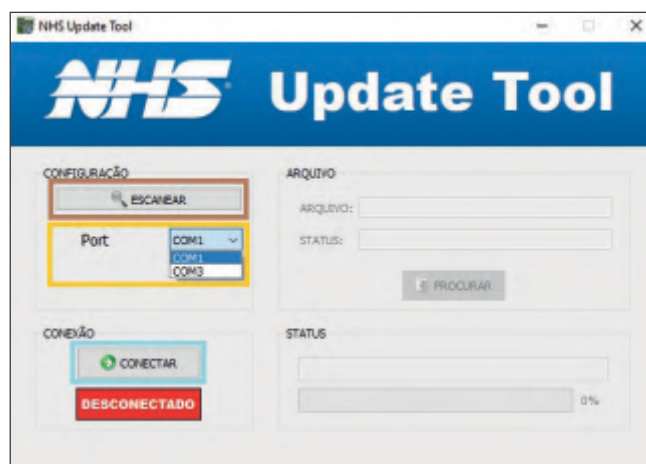 NHS Update Tool
NHS Update Tool
CONFIGURAÇÃO
ESCANEAR
Port
COM1
COM1
COM3
ARQUIVO
ARQUIVO:
STATUS:
PROCURAR
CONEXÃO
CONECTAR
DESCONECTADO
STATUS
0%